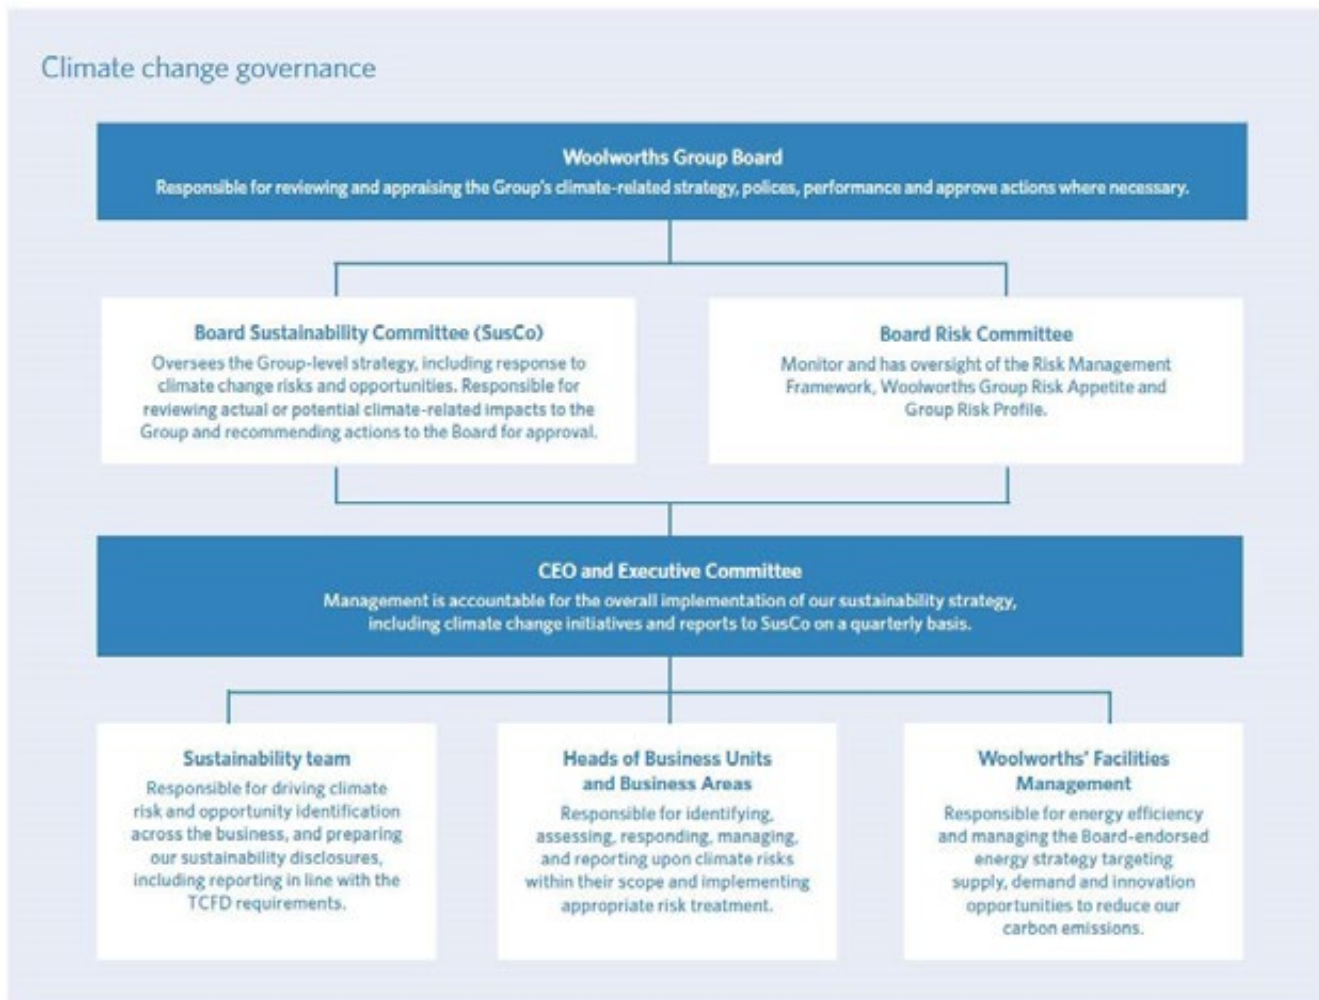 Climate change governance
Woolworths Group Board
Responsible for reviewing and appraising the Group's climate-related strategy, polices, performance and approve actions where necessary.
Board Sustainability Committee (SusCo)
Oversees the Group-level strategy, including response to
climate change risks and opportunities. Responsible for
reviewing actual or potential climate-related impacts to the
Group and recommending actions to the Board for approval.
Board Risk Committee
Monitor and has oversight of the Risk Management
Framework, Woolworths Group Risk Appetite and
Group Risk Profile.
CEO and Executive Committee
Management is accountable for the overall implementation of our sustainability strategy,
including climate change initiatives and reports to SusCo on a quarterly basis.
Sustainability team
Responsible for driving climate
risk and opportunity identification
across the business, and preparing
our sustainability disclosures,
including reporting in line with the
TCFD requirements.
Heads of Business Units
and Business Areas
Responsible for identifying,
assessing, responding, managing,
and reporting upon climate risks
within their scope and implementing
appropriate risk treatment.
Woolworths' Facilities
Management
Responsible for energy efficiency
and managing the Board-endorsed
energy strategy targeting
supply, demand and innovation
opportunities to reduce our
carbon emissions.